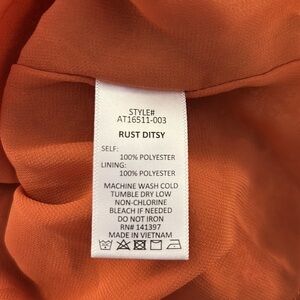 STYLE#
AT16511-003
RUST DITSY
SELF:
100% POLYESTER
LINING:
100% POLYESTER
MACHINE WASH COLD
TUMBLE DRY LOW
NON-CHLORINE
BLEACH IF NEEDED
DO NOT IRON
RN# 141397
MADE IN VIETNAM